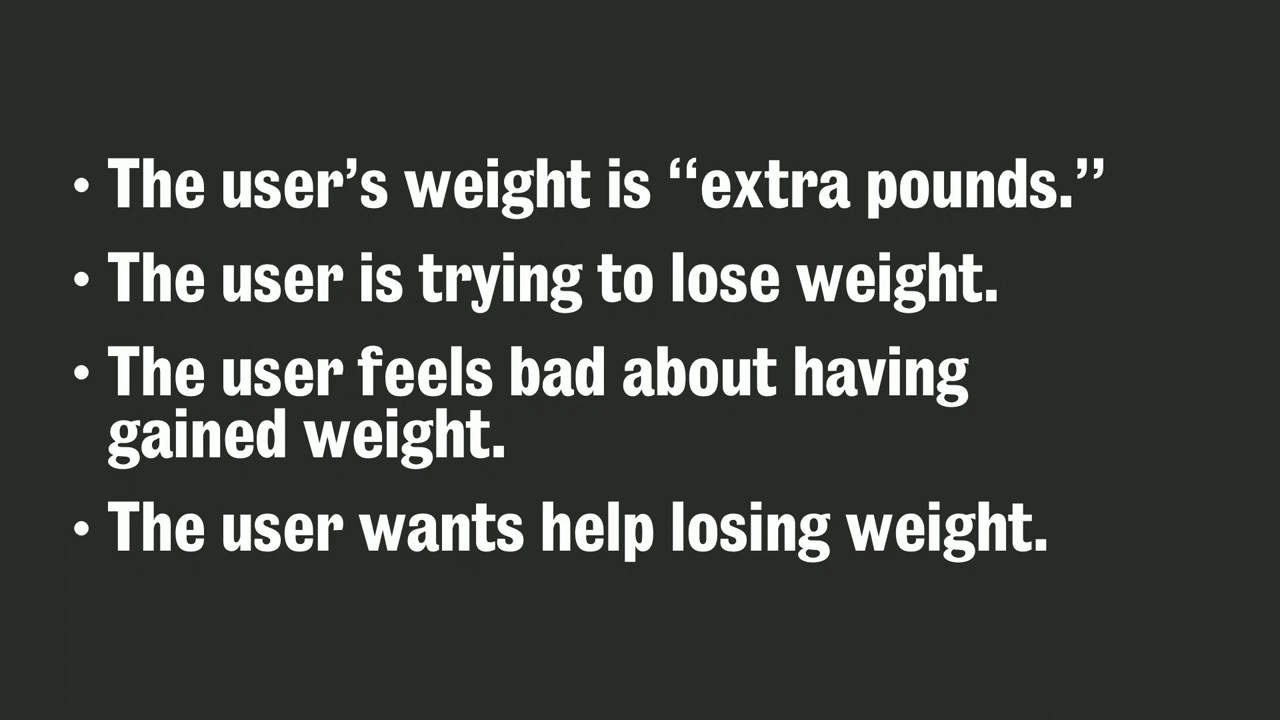 • The user’s weight is “extra pounds.”
• The user is trying to lose weight.
• The user feels bad about having
gained weight.
• The user wants help losing weight.